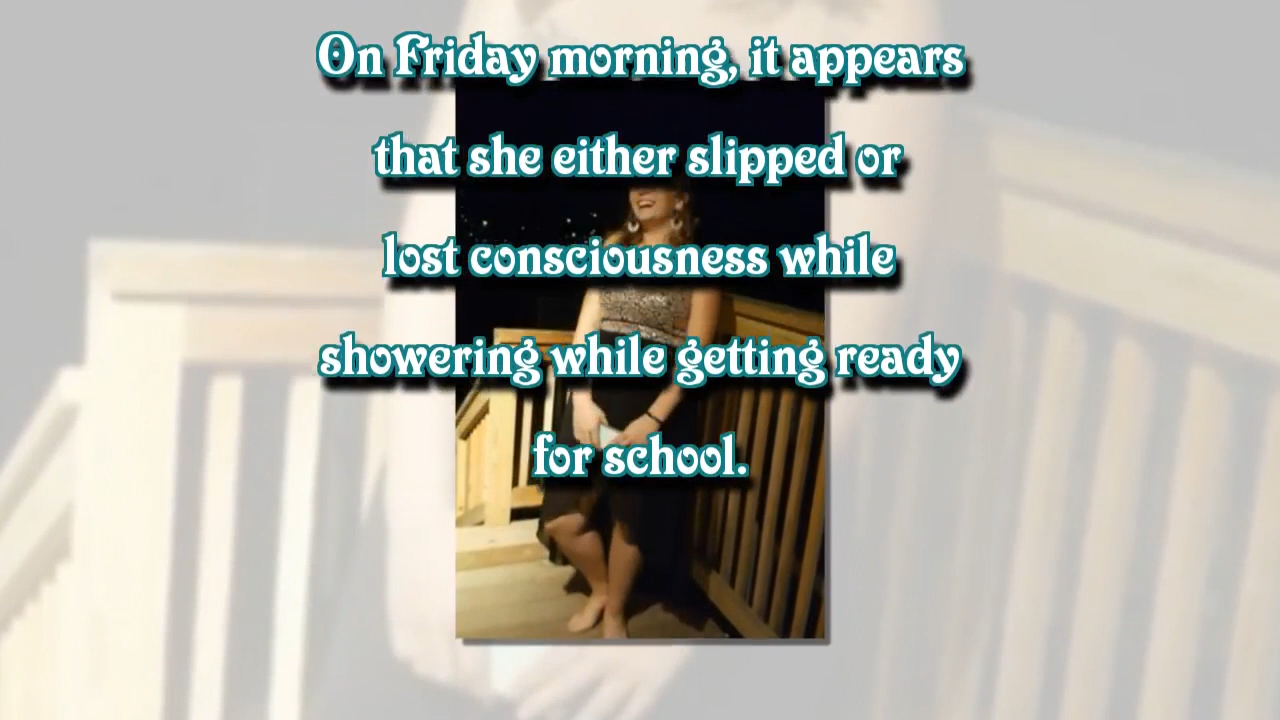 On Friday morning, it appears
that she either slipped or
lost consciousness while
showering while getting ready
for school.